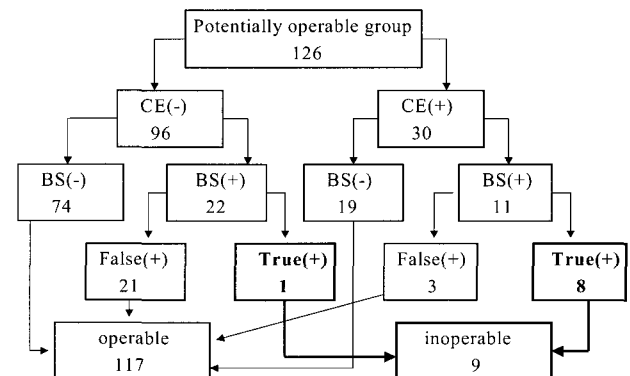 Potentially operable group
126
CE(-)
96
CE(+)
30
BS(-)
74
BS(+)
22
BS(-)
19
BS(+)
11
False(+)
21
True(+)
1
False(+)
3
True(+)
8
operable
117
inoperable
9